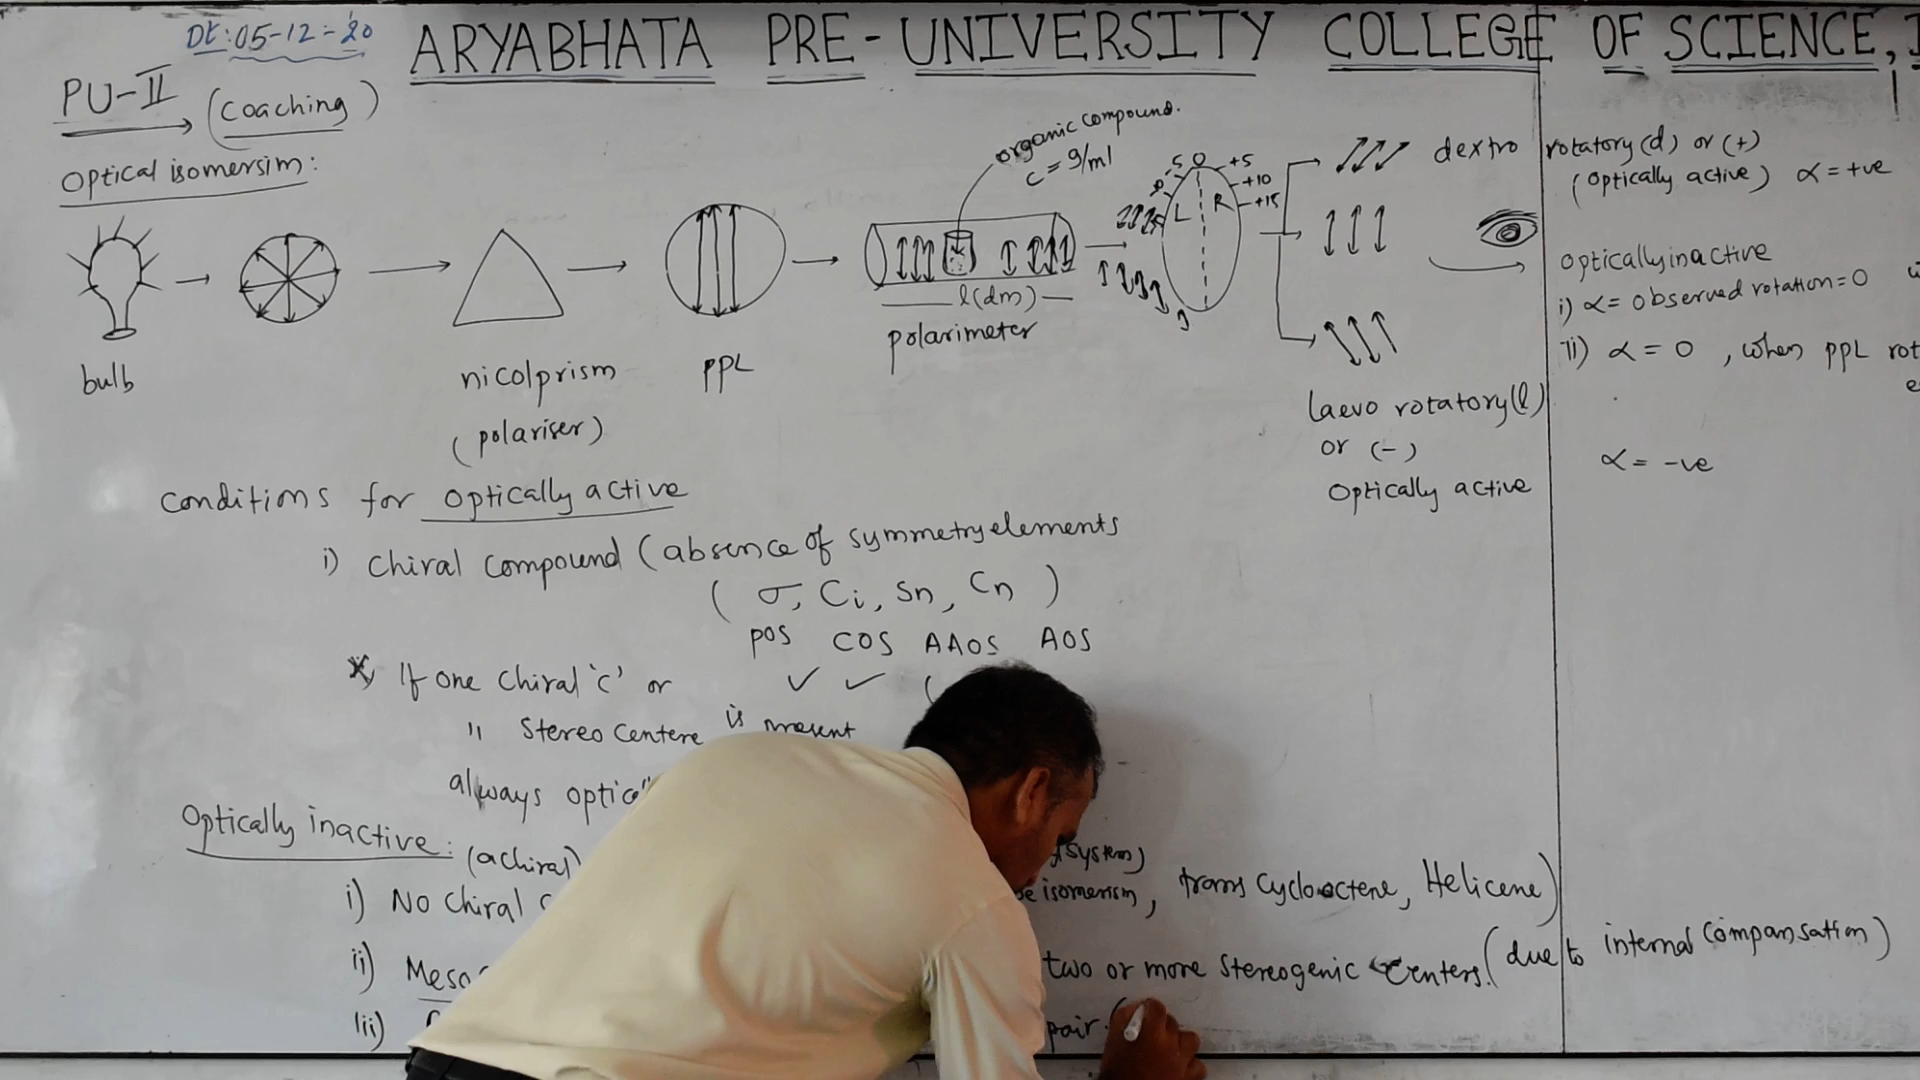 Dt:05-12-20
ARYABHATA PRE-UNIVERSITY COLLEGE OF SCIENCE,
PU-II (coaching)
Optical isomersim:
organic compound.
c = g/ml
-5 0 +5
+10
+15
L R
dextro rotatory (d) or (+)
(Optically active) α = +ve
bulb
nicolprism
(polariser)
PPL
l(dm)
polarimeter
Optically inactive
i) α = observed rotation = 0
ii) α = 0, when PPL rot
Laevo rotatory (l)
or (-)
Optically active
α = -ve
Conditions for optically active
i) Chiral compound (absence of symmetry elements
(σ, Ci, Sn, Cn)
POS COS AAOS AOS
* If one chiral 'c' or
" Stereo Centere is present
always
Optically inactive: (achiral)
system)
i) No chiral
isomerism, trans Cyclooctene, Helicene)
ii)
two or more stereogenic centers. (due to internal Compansation)
iii)
pair. (